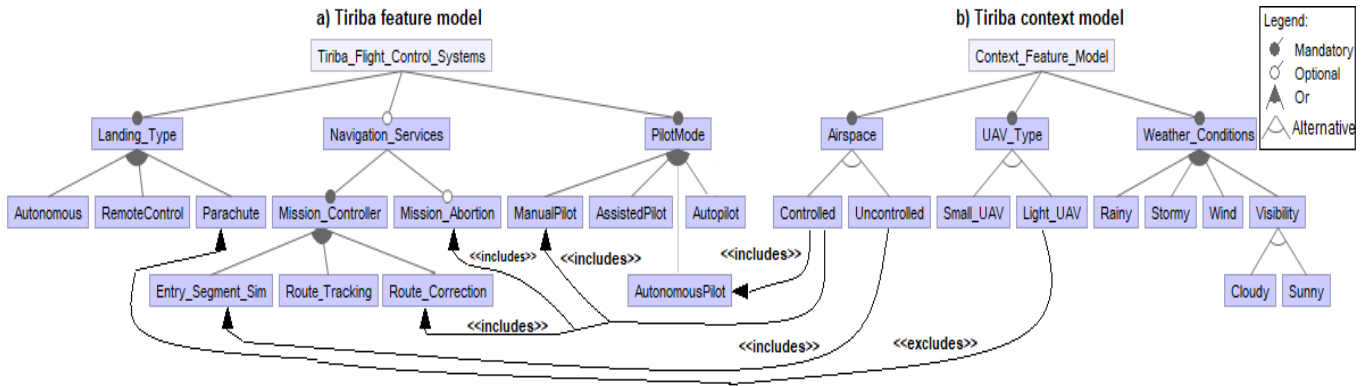 a) Tiriba feature model
b) Tiriba context model
Legend:
Mandatory
Optional
Or
Alternative
Tiriba_Flight_Control_Systems
Context_Feature_Model
Landing_Type
Navigation_Services
PilotMode
Airspace
UAV_Type
Weather_Conditions
Autonomous
RemoteControl
Parachute
Mission_Controller
Mission_Abortion
ManualPilot
AssistedPilot
Autopilot
Controlled
Uncontrolled
Small_UAV
Light_UAV
Rainy
Stormy
Wind
Visibility
<<includes>>
<<includes>>
<<includes>>
Entry_Segment_Sim
Route_Tracking
Route_Correction
AutonomousPilot
Cloudy
Sunny
<<includes>>
<<includes>>
<<excludes>>